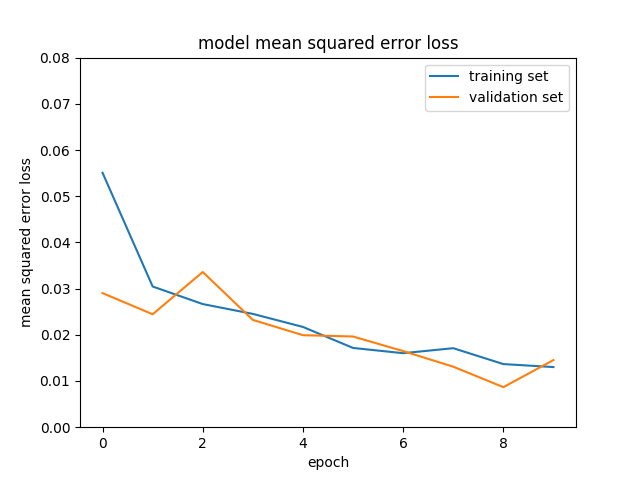 model mean squared error loss
training set
validation set
mean squared error loss
0.08
0.07
0.06
0.05
0.04
0.03
0.02
0.01
0.00
0 2 4 6 8
epoch